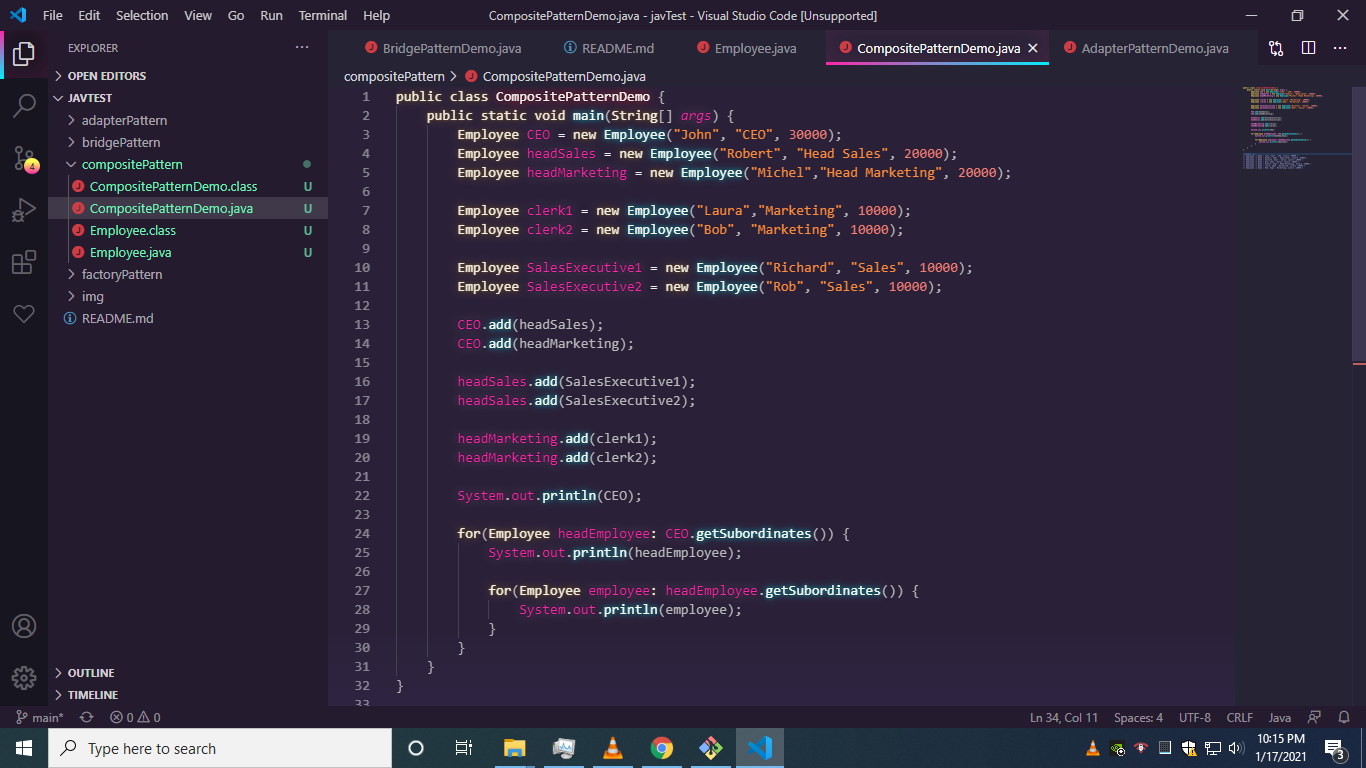 File Edit Selection View Go Run Terminal Help CompositePatternDemo.java - javTest - Visual Studio Code [Unsupported]
EXPLORER
BridgePatternDemo.java README.md Employee.java CompositePatternDemo.java AdapterPatternDemo.java
OPEN EDITORS
compositePattern > CompositePatternDemo.java
JAVTEST
adapterPattern
bridgePattern
compositePattern
CompositePatternDemo.class U
CompositePatternDemo.java U
Employee.class U
Employee.java U
factoryPattern
img
README.md
4
OUTLINE
TIMELINE
1 public class CompositePatternDemo {
2 public static void main(String[] args) {
3 Employee CEO = new Employee("John", "CEO", 30000);
4 Employee headSales = new Employee("Robert", "Head Sales", 20000);
5 Employee headMarketing = new Employee("Michel","Head Marketing", 20000);
6
7 Employee clerk1 = new Employee("Laura","Marketing", 10000);
8 Employee clerk2 = new Employee("Bob", "Marketing", 10000);
9
10 Employee SalesExecutive1 = new Employee("Richard", "Sales", 10000);
11 Employee SalesExecutive2 = new Employee("Rob", "Sales", 10000);
12
13 CEO.add(headSales);
14 CEO.add(headMarketing);
15
16 headSales.add(SalesExecutive1);
17 headSales.add(SalesExecutive2);
18
19 headMarketing.add(clerk1);
20 headMarketing.add(clerk2);
21
22 System.out.println(CEO);
23
24 for(Employee headEmployee: CEO.getSubordinates()) {
25 System.out.println(headEmployee);
26
27 for(Employee employee: headEmployee.getSubordinates()) {
28 System.out.println(employee);
29 }
30 }
31 }
32 }
33
main* 0 0 Ln 34, Col 11 Spaces: 4 UTF-8 CRLF Java
Type here to search
10:15 PM
1/17/2021
3